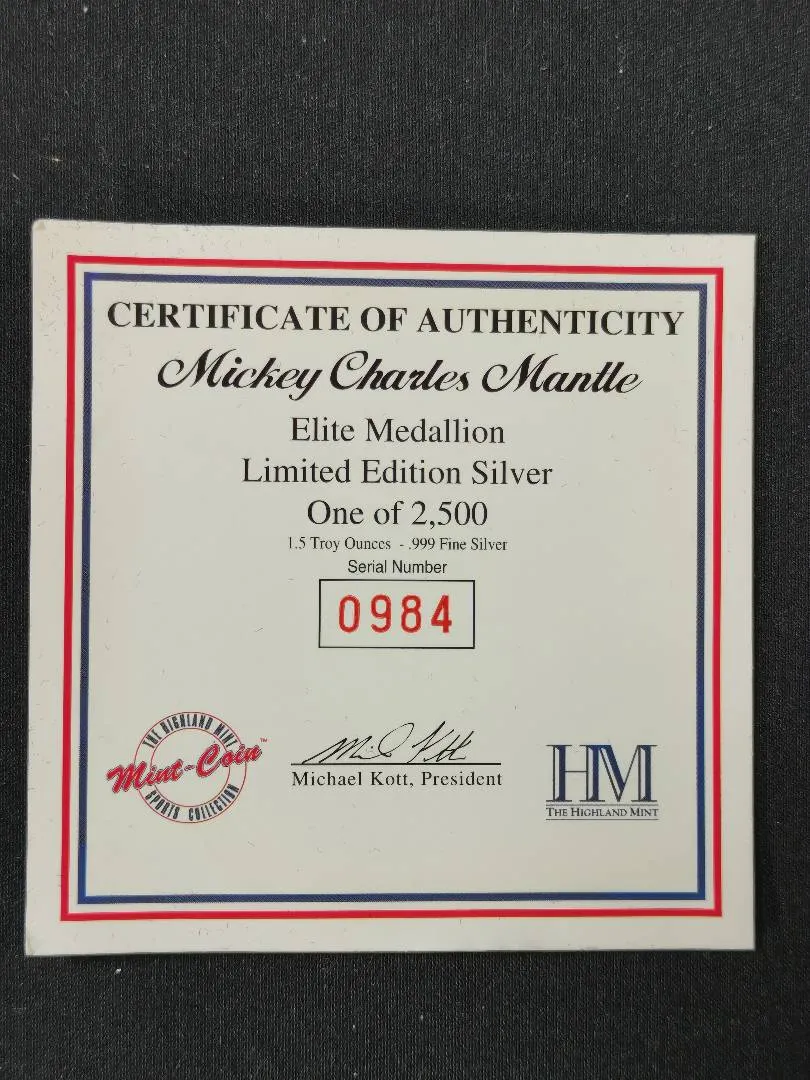 CERTIFICATE OF AUTHENTICITY
Mickey Charles Mantle
Elite Medallion
Limited Edition Silver
One of 2,500
1.5 Troy Ounces - .999 Fine Silver
Serial Number
0984
THE HIGHLAND MINT
Mint-Coin™
SPORTS COLLECTION
Michael Kott, President
HM
THE HIGHLAND MINT